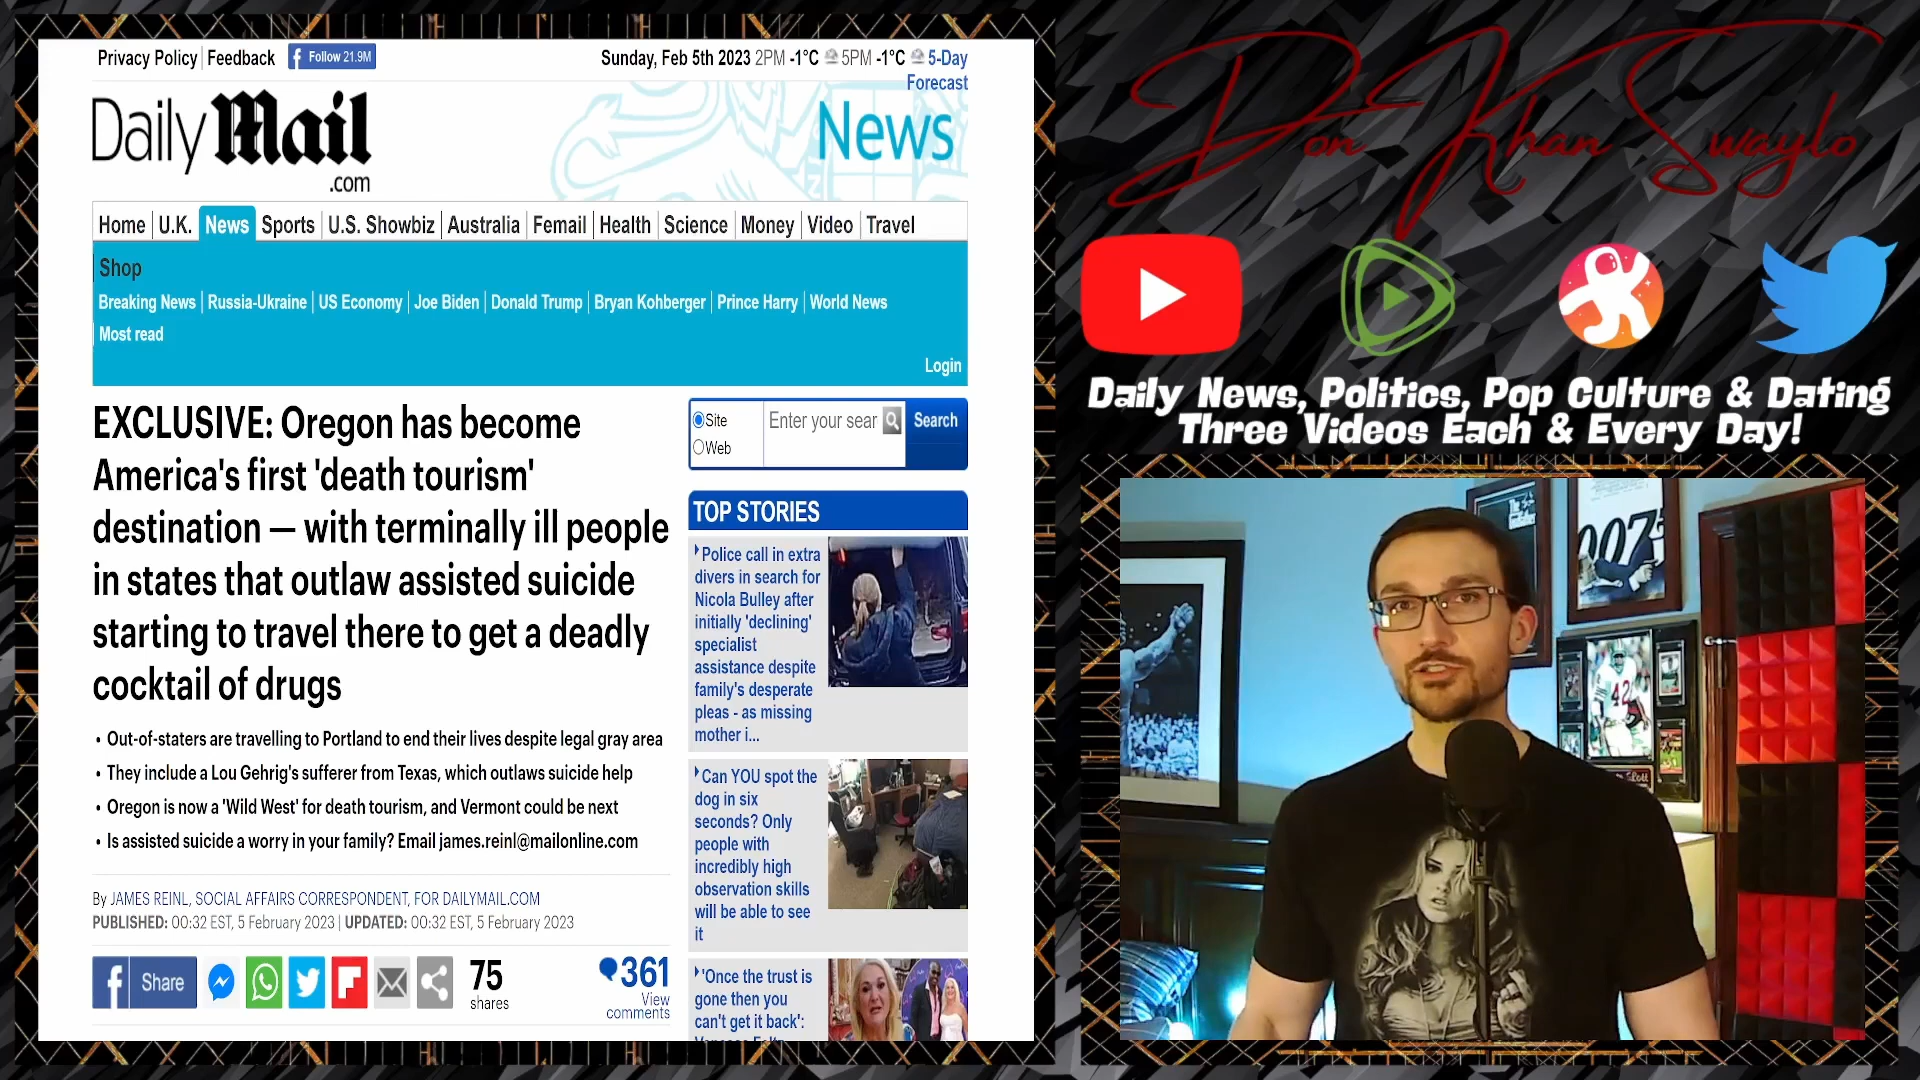 Privacy Policy Feedback Follow 21.9M
Sunday, Feb 5th 2023 2PM -1°C 5PM -1°C 5-Day
Forecast
Daily Mail
.com
News
Home U.K. News Sports U.S. Showbiz Australia Femail Health Science Money Video Travel
Shop
Breaking News Russia-Ukraine US Economy Joe Biden Donald Trump Bryan Kohberger Prince Harry World News
Most read
Login
EXCLUSIVE: Oregon has become
America's first 'death tourism'
destination — with terminally ill people
in states that outlaw assisted suicide
starting to travel there to get a deadly
cocktail of drugs
• Out-of-staters are travelling to Portland to end their lives despite legal gray area
• They include a Lou Gehrig's sufferer from Texas, which outlaws suicide help
• Oregon is now a 'Wild West' for death tourism, and Vermont could be next
• Is assisted suicide a worry in your family? Email james.reinl@mailonline.com
By JAMES REINL, SOCIAL AFFAIRS CORRESPONDENT, FOR DAILYMAIL.COM
PUBLISHED: 00:32 EST, 5 February 2023 | UPDATED: 00:32 EST, 5 February 2023
Share
75
shares
361
View
comments
Site
Web
Enter your sear
Search
TOP STORIES
Police call in extra
divers in search for
Nicola Bulley after
initially 'declining'
specialist
assistance despite
family's desperate
pleas - as missing
mother i...
Can YOU spot the
dog in six
seconds? Only
people with
incredibly high
observation skills
will be able to see
it
'Once the trust is
gone then you
can't get it back':
Don Khan Swaylo
Daily News, Politics, Pop Culture & Dating
Three Videos Each & Every Day!
007
42